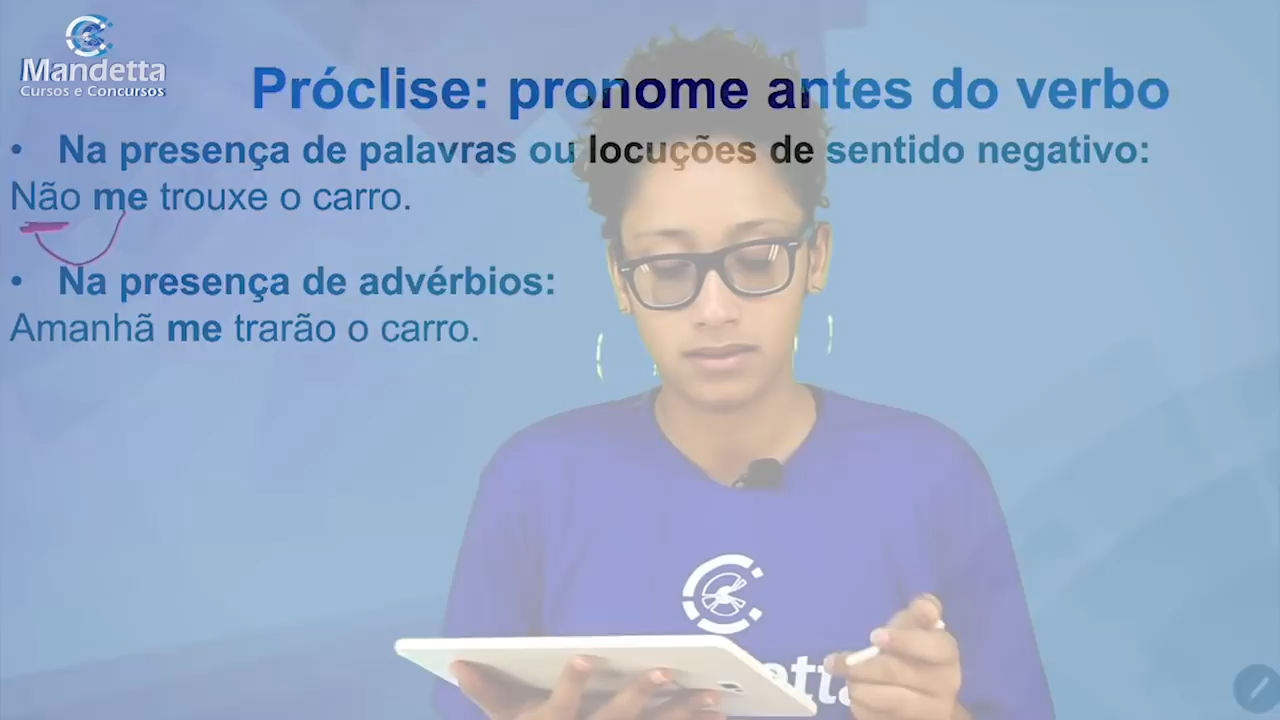 Mandetta
Cursos e Concursos
Próclise: pronome antes do verbo
• Na presença de palavras ou locuções de sentido negativo:
Não me trouxe o carro.
• Na presença de advérbios:
Amanhã me trarão o carro.